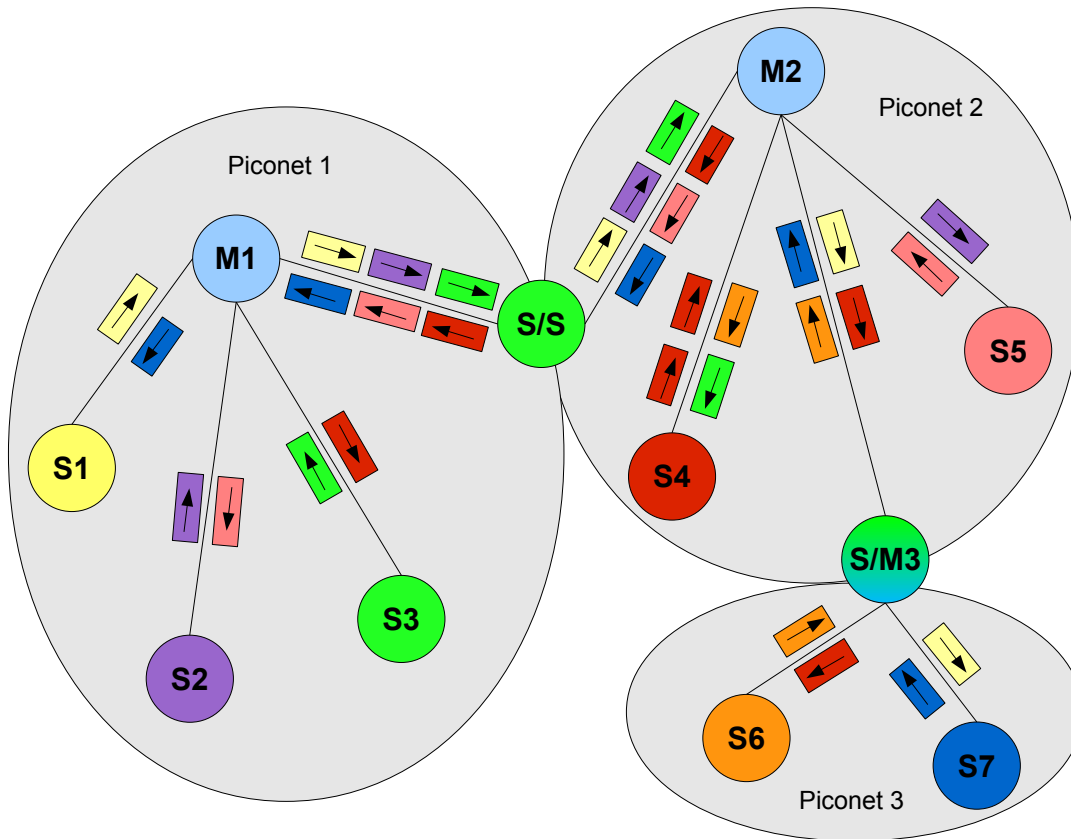 M2
Piconet 2
Piconet 1
M1
S/S
S5
S1
S4
S/M3
S3
S2
S6
S7
Piconet 3